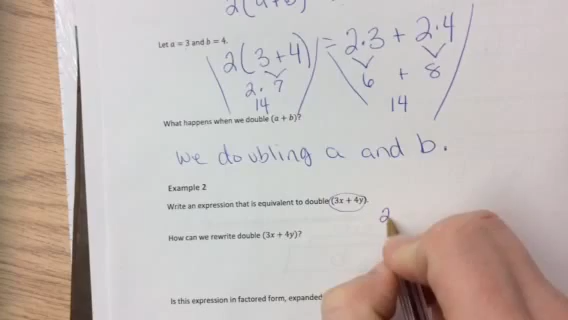 2(a+b)
Let a = 3 and b = 4.
2(3+4) = 2·3 + 2·4
2·7
6 + 8
14
14
What happens when we double (a + b)?
We doubling a and b.
Example 2
Write an expression that is equivalent to double (3x + 4y).
2
How can we rewrite double (3x + 4y)?
Is this expression in factored form, expanded